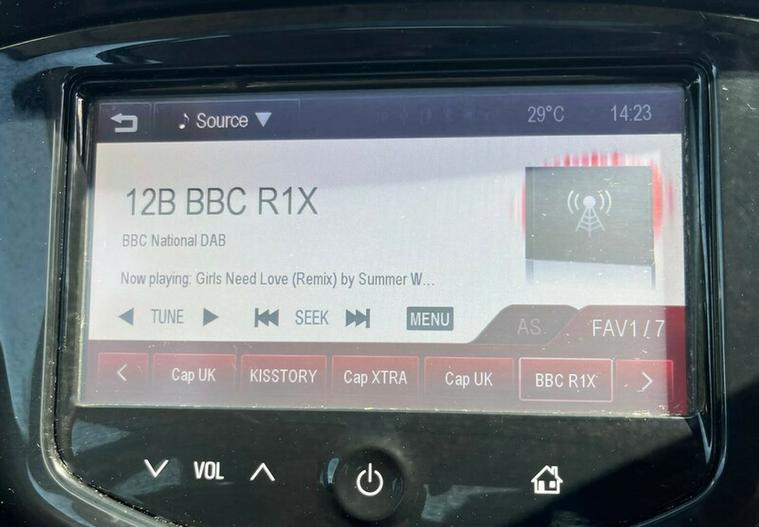 Source 29°C 14:23
12B BBC R1X
BBC National DAB
Now playing: Girls Need Love (Remix) by Summer W...
TUNE SEEK MENU AS. FAV1 / 7
Cap UK KISSTORY Cap XTRA Cap UK BBC R1X
VOL